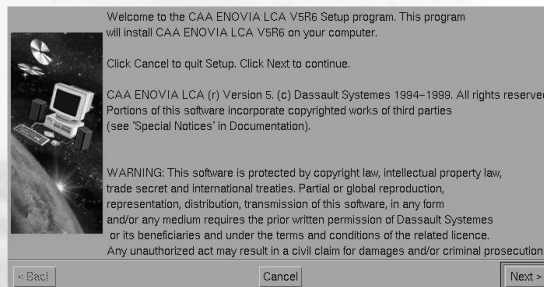 Welcome to the CAA ENOVIA LCA V5R6 Setup program. This program
will install CAA ENOVIA LCA V5R6 on your computer.
Click Cancel to quit Setup. Click Next to continue.
CAA ENOVIA LCA (r) Version 5. (c) Dassault Systemes 1994-1999. All rights reserve
Portions of this software incorporate copyrighted works of third parties
(see 'Special Notices' in Documentation).
WARNING: This software is protected by copyright law, intellectual property law,
trade secret and international treaties. Partial or global reproduction,
representation, distribution, transmission of this software, in any form
and/or any medium requires the prior written permission of Dassault Systemes
or its beneficiaries and under the terms and conditions of the related licence.
Any unauthorized act may result in a civil claim for damages and/or criminal prosecution
< Back Cancel Next >